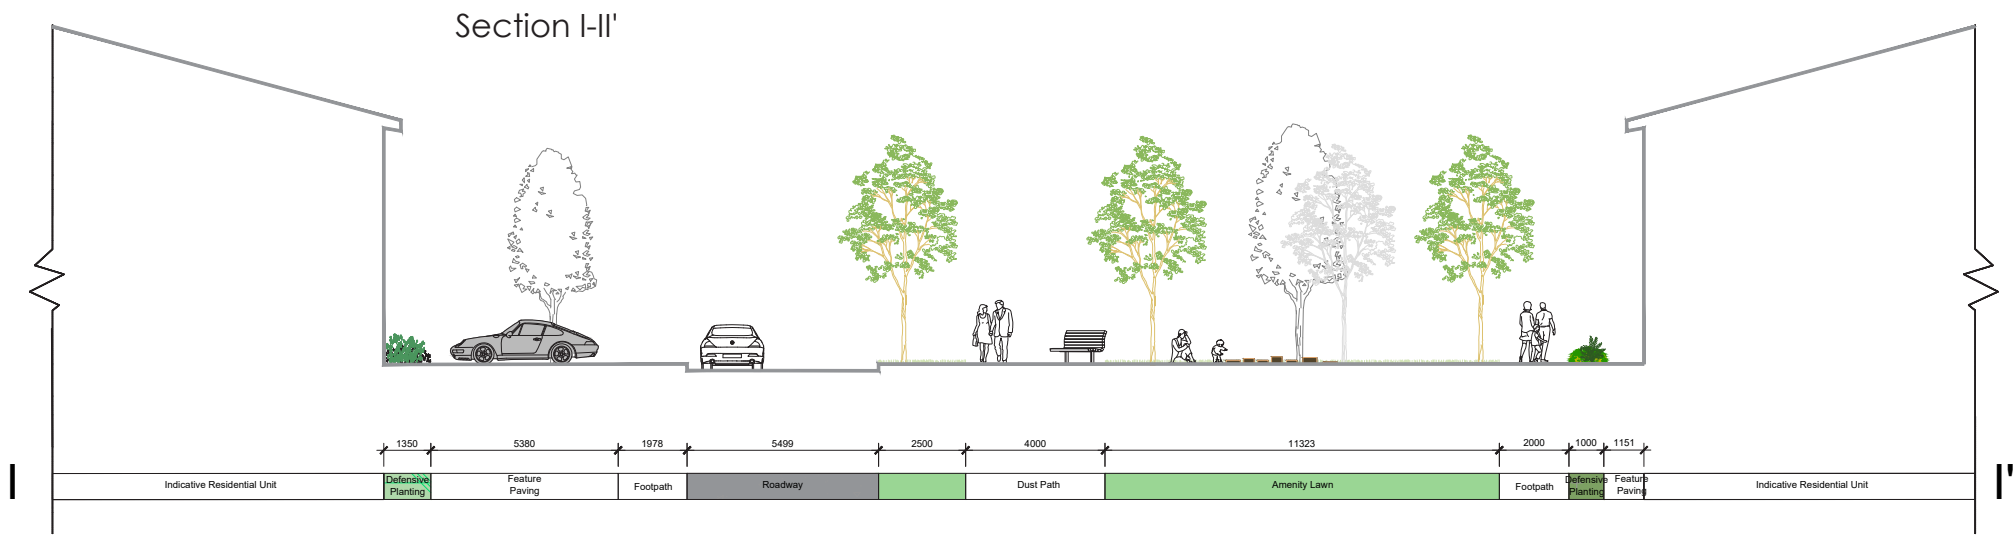 Section I-II'
1350 5380 1978 5499 2500 4000 11323 2000 1000 1151
I
Indicative Residential Unit
Defensive
Planting
Feature
Paving
Footpath
Roadway
Dust Path
Amenity Lawn
Footpath
Defensive
Planting
Feature
Paving
Indicative Residential Unit
I'